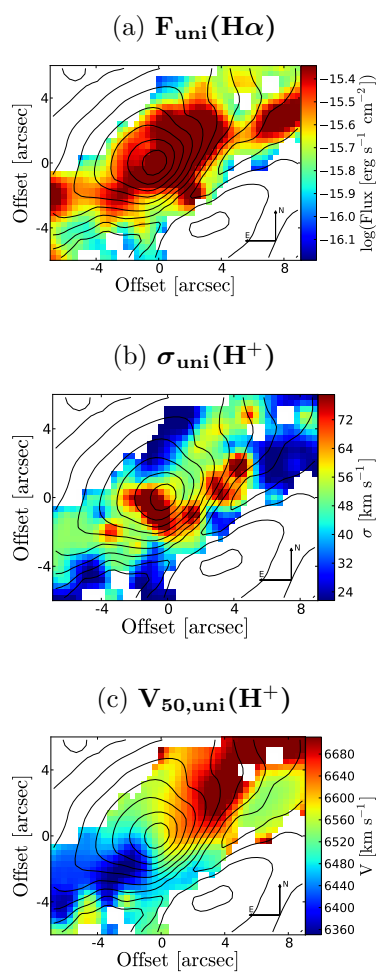 (a) F_uni(Hα)
Offset [arcsec]
4
0
−4
−4 0 4 8
Offset [arcsec]
E
N
−15.4
−15.5
−15.6
−15.7
−15.8
−15.9
−16.0
−16.1
log(Flux [erg s⁻¹ cm⁻²]
(b) σ_uni(H⁺)
Offset [arcsec]
4
0
−4
−4 0 4 8
Offset [arcsec]
E
N
72
64
56
48
40
32
24
σ [km s⁻¹]
(c) V_50,uni(H⁺)
Offset [arcsec]
4
0
−4
−4 0 4 8
Offset [arcsec]
E
N
6680
6640
6600
6560
6520
6480
6440
6400
6360
V [km s⁻¹]